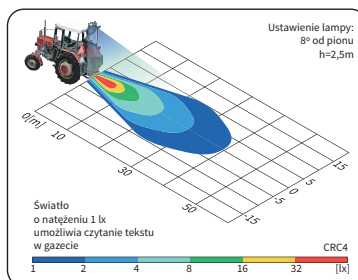 Ustawienie lampy:
8º od pionu
h=2,5m
0[m]
10
30
50
-15
-5
0
5
15
Światło
o natężeniu 1 lx
umożliwia czytanie tekstu
w gazecie
CRC4
1 2 4 8 16 32 [lx]